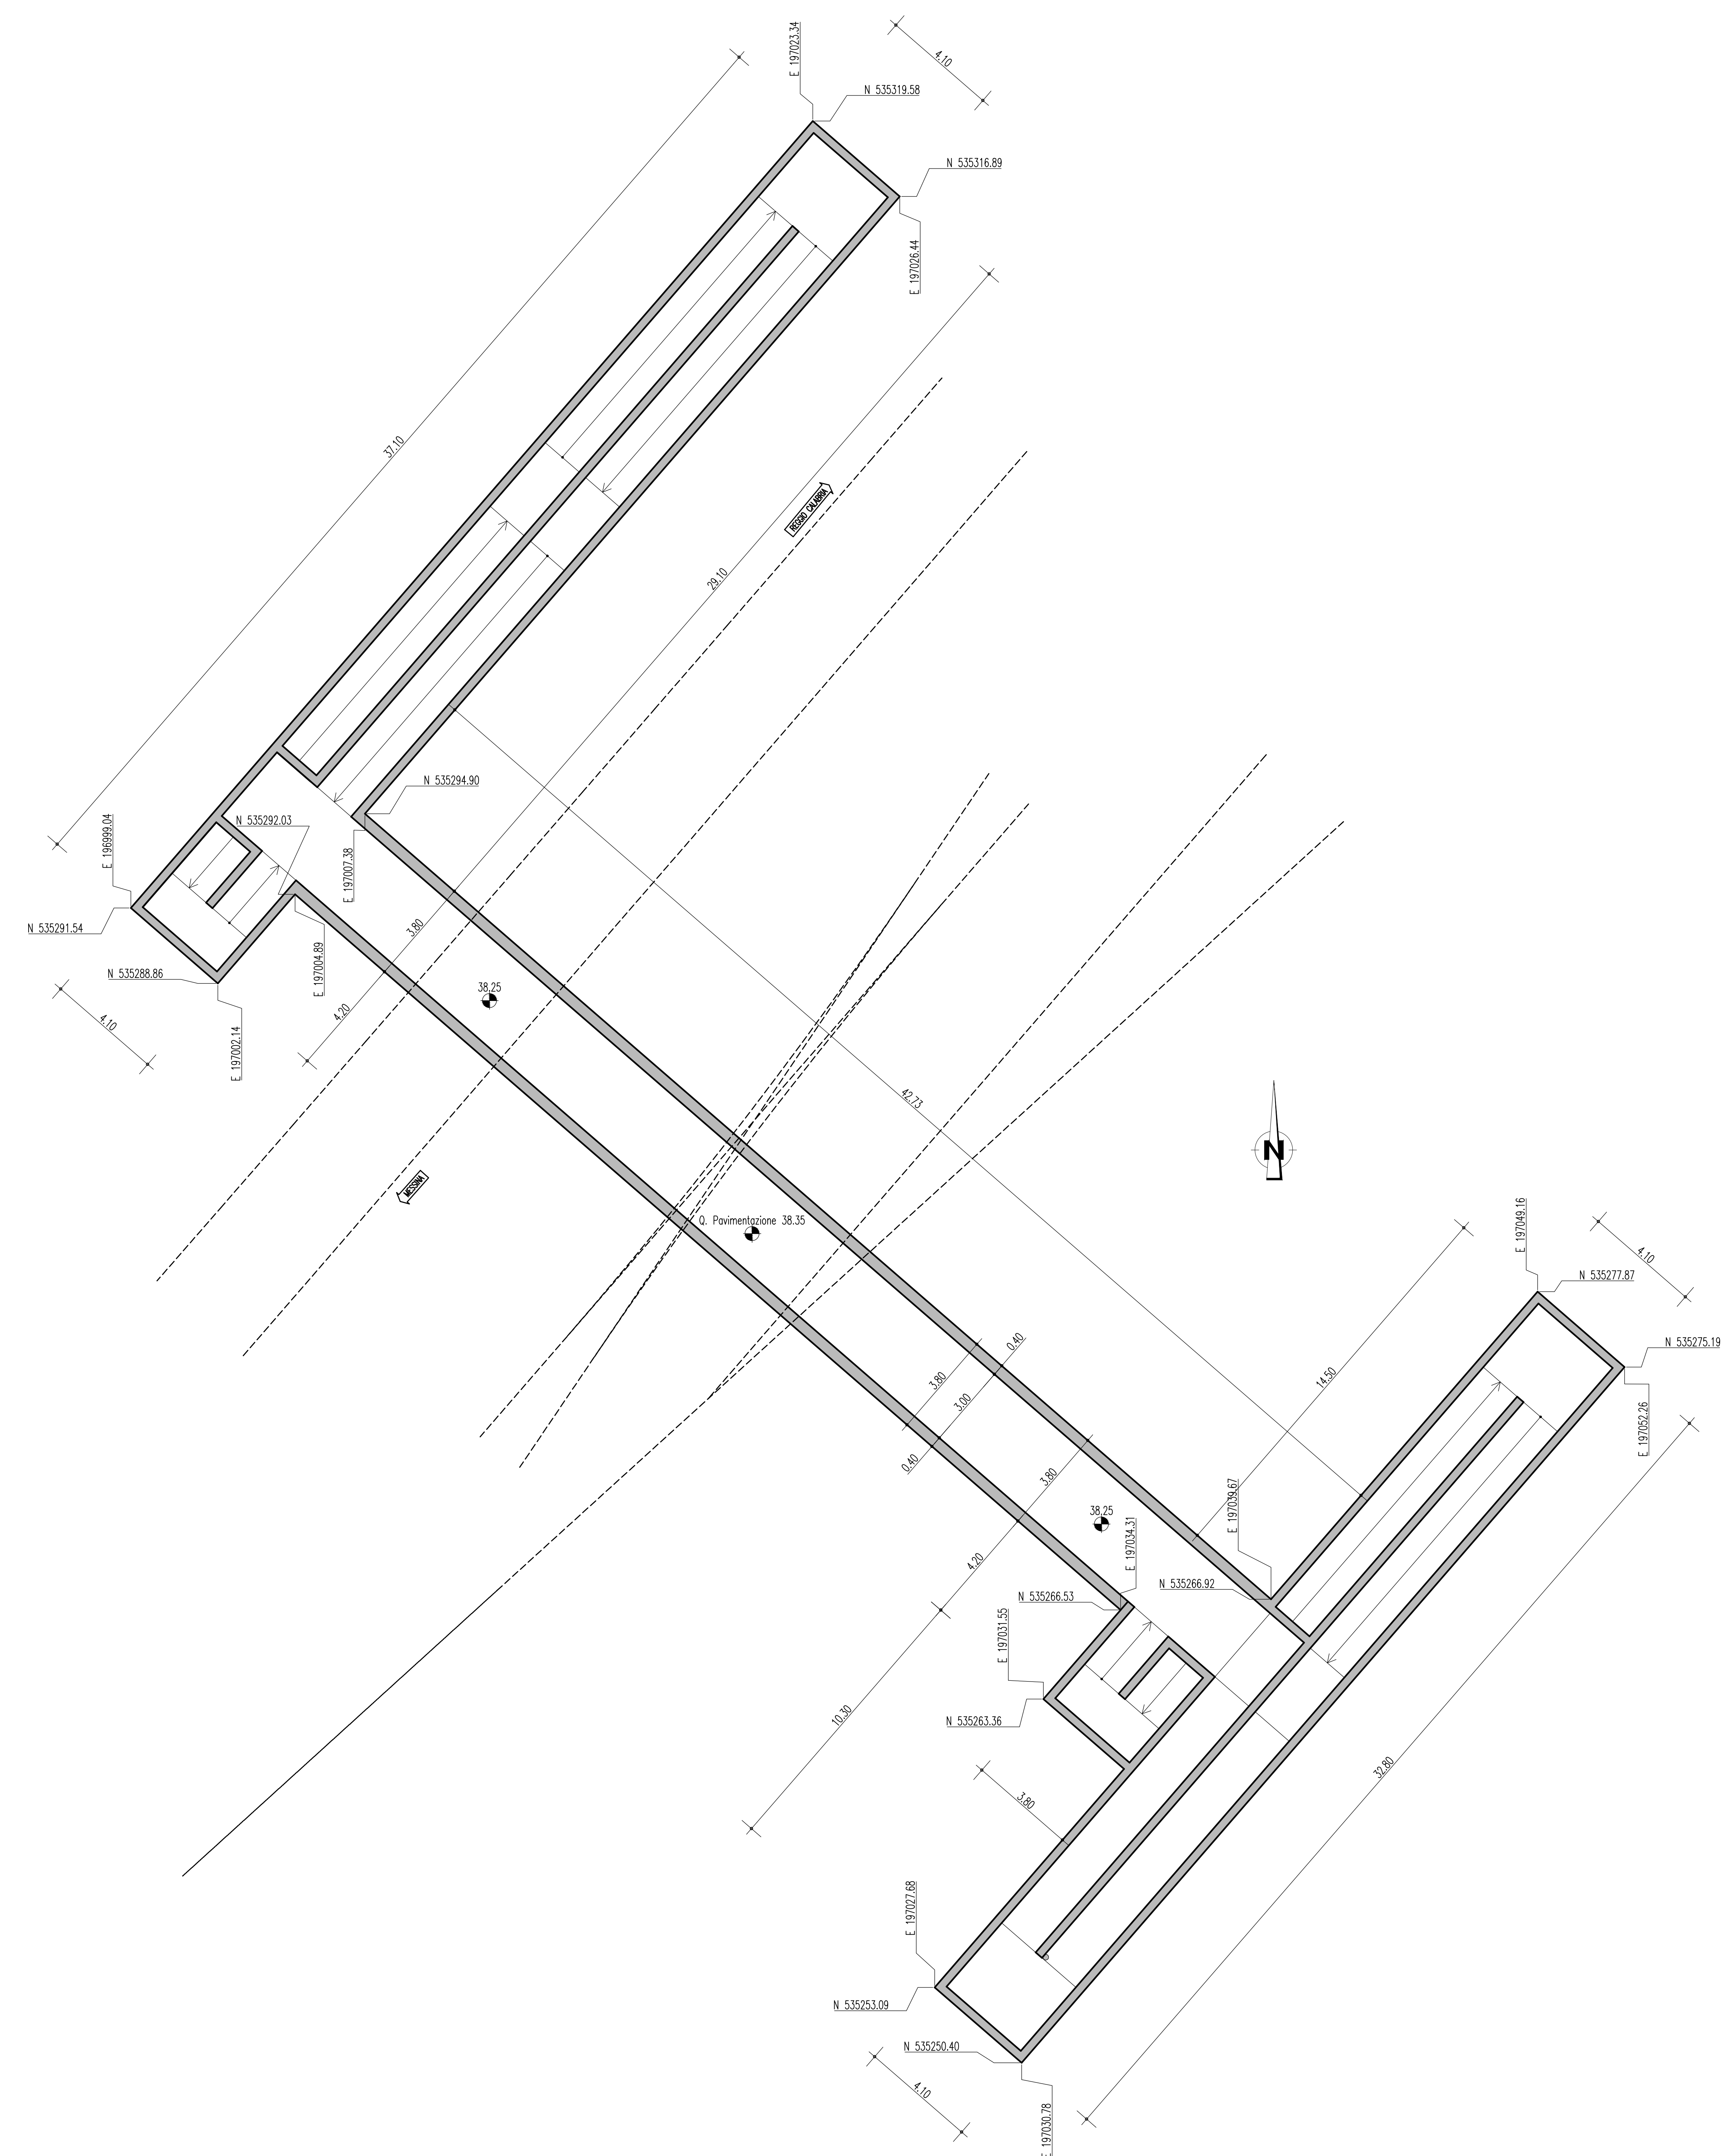 E 197023.34
4.10
N 535319.58
N 535316.89
E 197026.44
37.10
REGGIO CALABRIA
29.10
N 535294.90
E 196999.04
N 535292.03
E 197007.38
N 535291.54
3.80
E 197004.89
N 535288.86
38,25
4.20
4.10
E 197002.14
42.73
N
MESSINA
E 197049.16
Q. Pavimentazione 38.35
4.10
N 535277.87
0.40
N 535275.19
3.80
14.50
3.00
E 197052.26
0.40
3.80
E 197039.67
38,25
E 197034.31
4.20
N 535266.92
N 535266.53
E 197031.55
10.30
N 535263.36
32.80
3.80
E 197027.68
N 535253.09
N 535250.40
4.10
E 197030.78